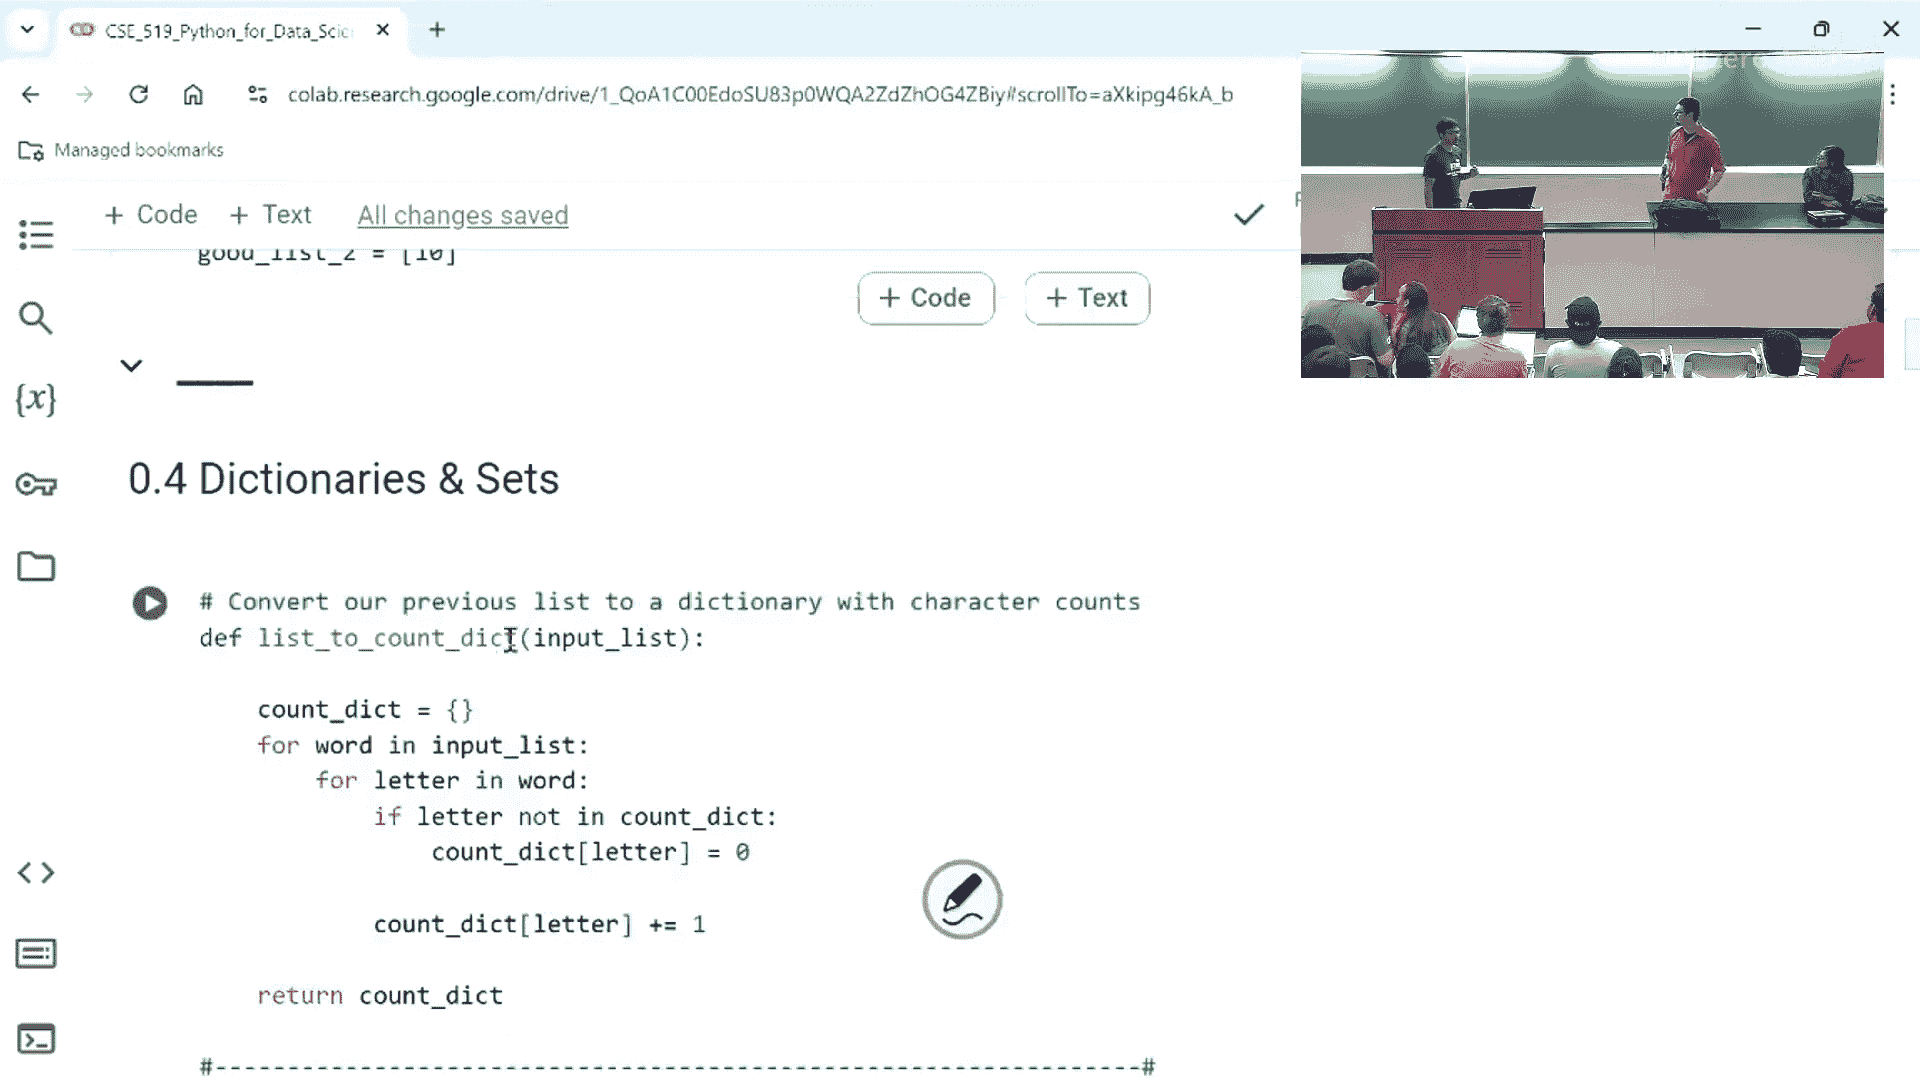 CSE_519_Python_for_Data_Scie
colab.research.google.com/drive/1_QoA1C00EdoSU83p0WQA2ZdZhOG4ZBiy#scrollTo=aXkipg46kA_b
Managed bookmarks
+ Code + Text All changes saved
good_list_2 = [10]
+ Code + Text
0.4 Dictionaries & Sets
# Convert our previous list to a dictionary with character counts
def list_to_count_dict(input_list):
count_dict = {}
for word in input_list:
for letter in word:
if letter not in count_dict:
count_dict[letter] = 0
count_dict[letter] += 1
return count_dict
#----------------------------------------------------------------#